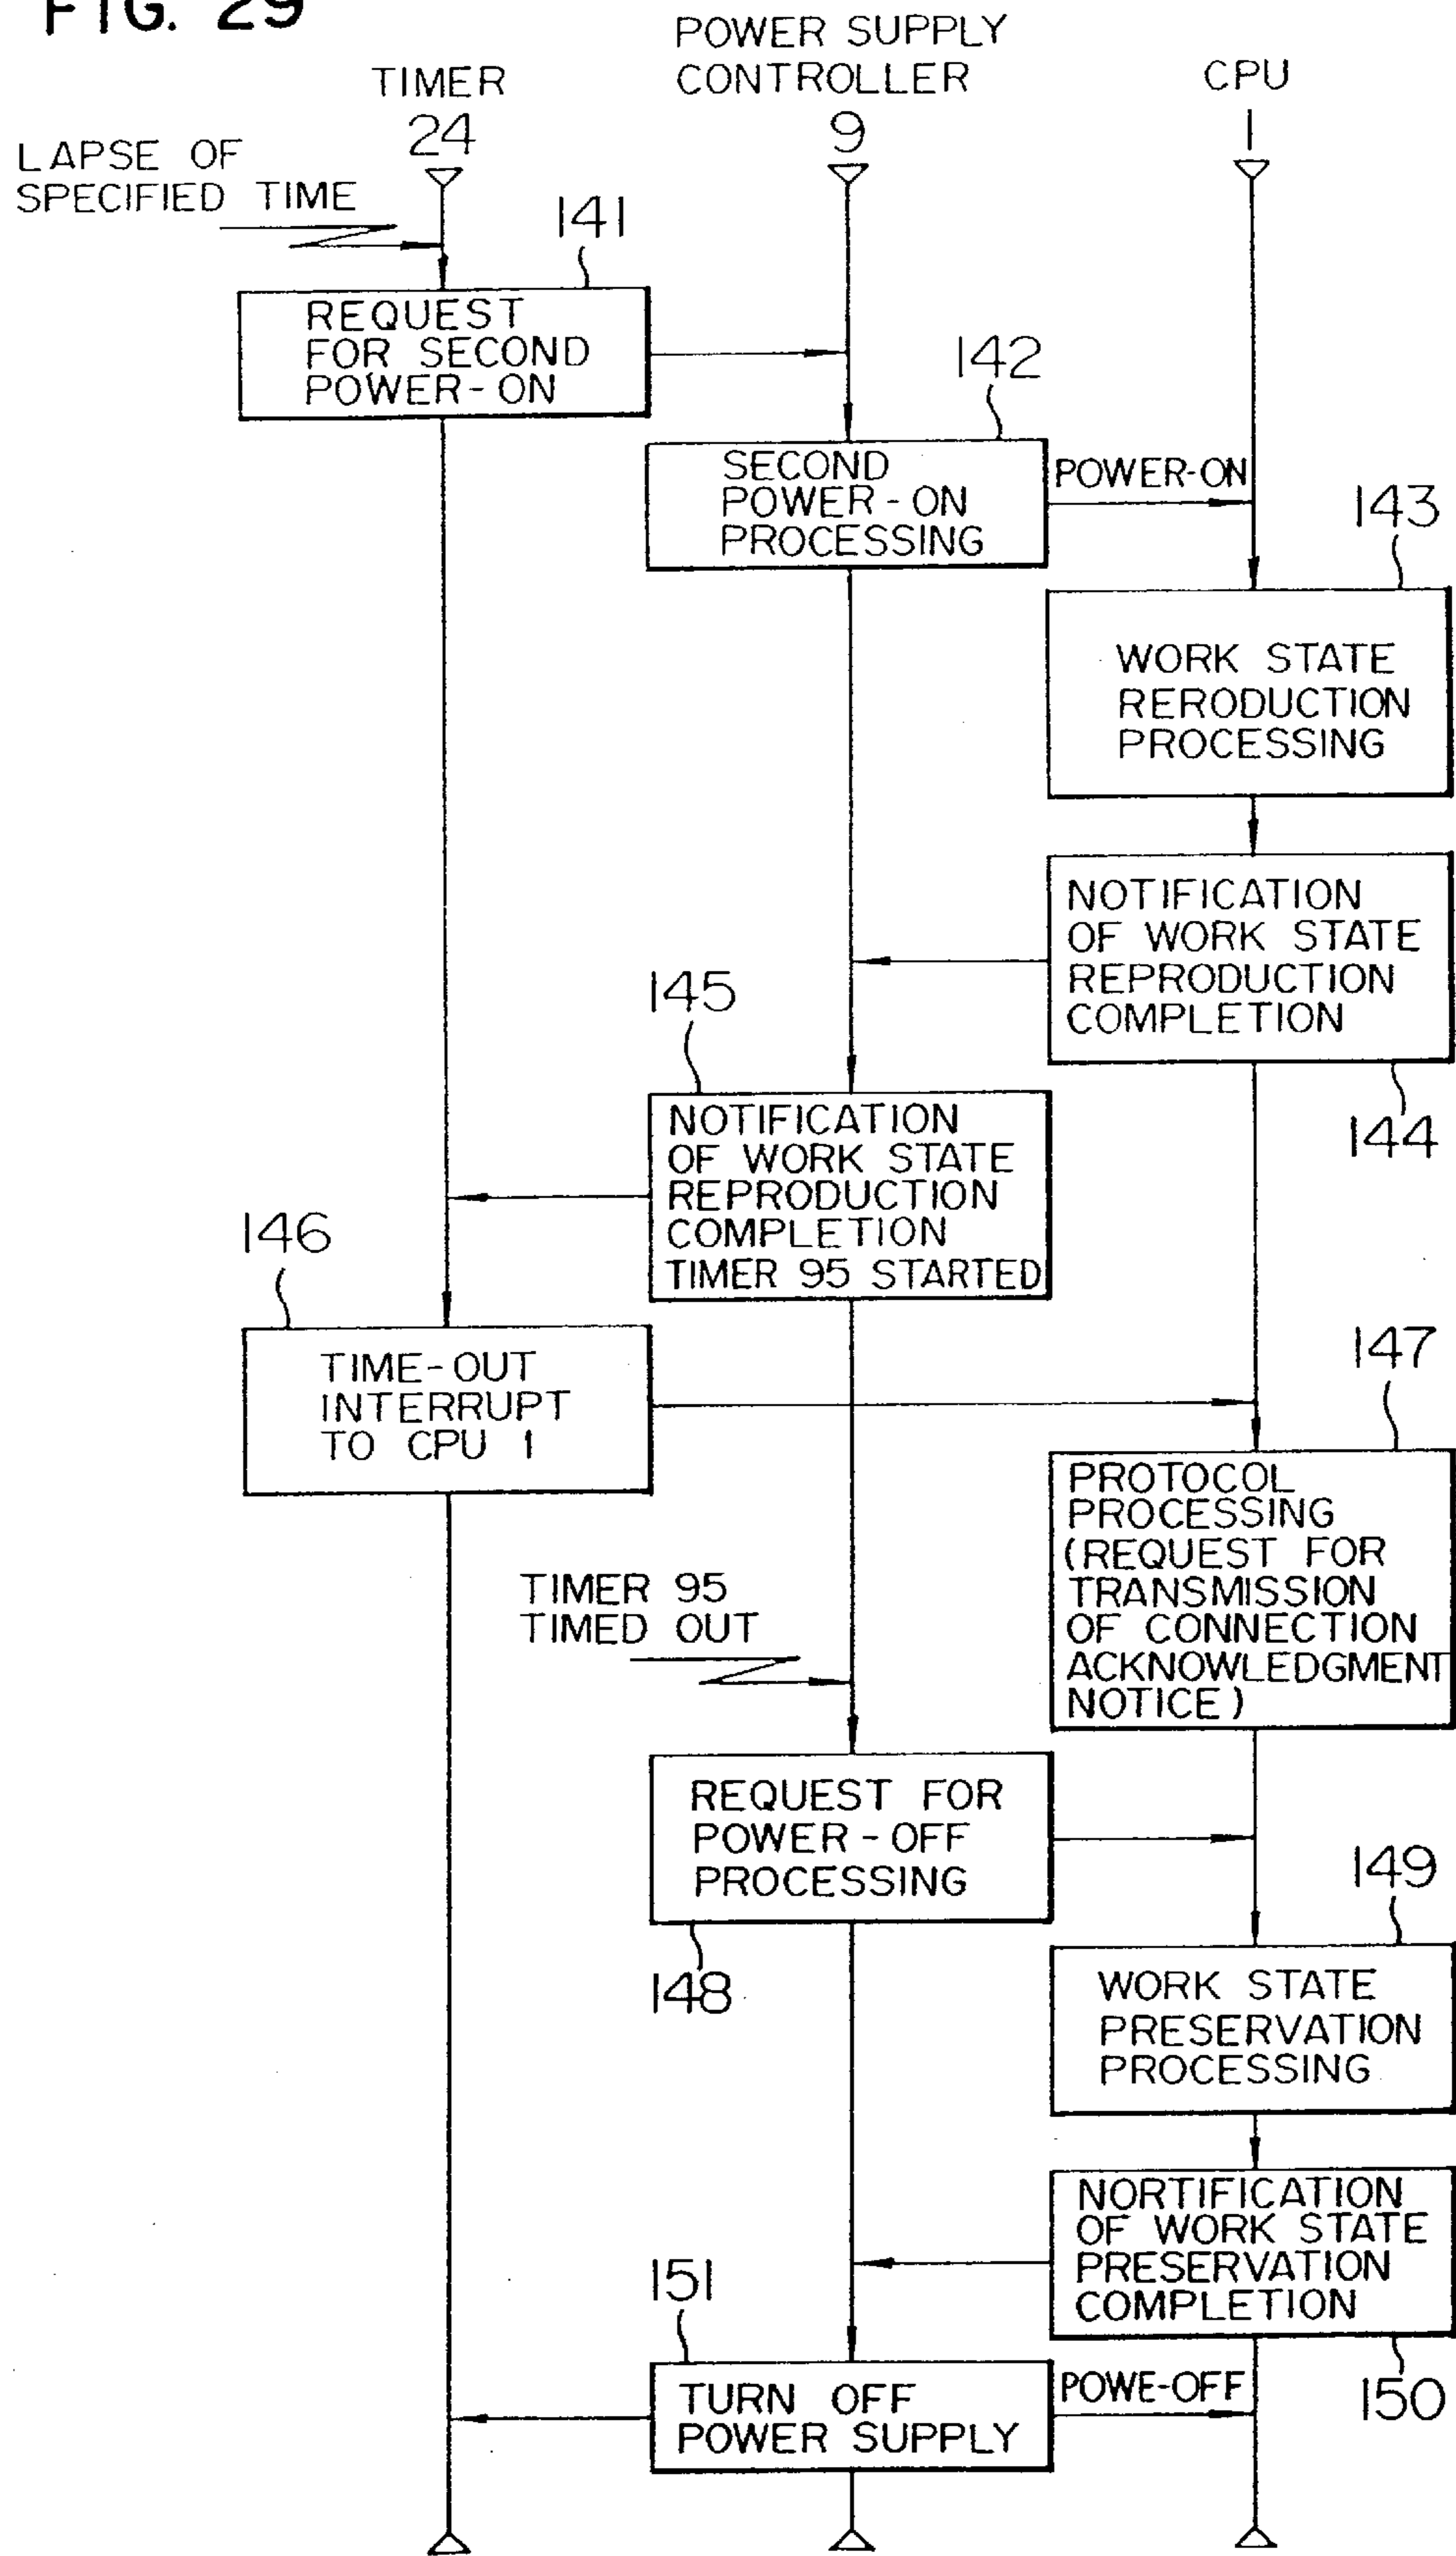 FIG. 29
TIMER
24
POWER SUPPLY
CONTROLLER
9
CPU
1
LAPSE OF
SPECIFIED TIME
141
REQUEST
FOR SECOND
POWER-ON
142
SECOND
POWER-ON
PROCESSING
POWER-ON
143
WORK STATE
RERODUCTION
PROCESSING
NOTIFICATION
OF WORK STATE
REPRODUCTION
COMPLETION
144
145
NOTIFICATION
OF WORK STATE
REPRODUCTION
COMPLETION
TIMER 95 STARTED
146
TIME-OUT
INTERRUPT
TO CPU 1
147
PROTOCOL
PROCESSING
(REQUEST FOR
TRANSMISSION
OF CONNECTION
ACKNOWLEDGMENT
NOTICE)
TIMER 95
TIMED OUT
REQUEST FOR
POWER-OFF
PROCESSING
148
149
WORK STATE
PRESERVATION
PROCESSING
NORTIFICATION
OF WORK STATE
PRESERVATION
COMPLETION
150
151
TURN OFF
POWER SUPPLY
POWE-OFF